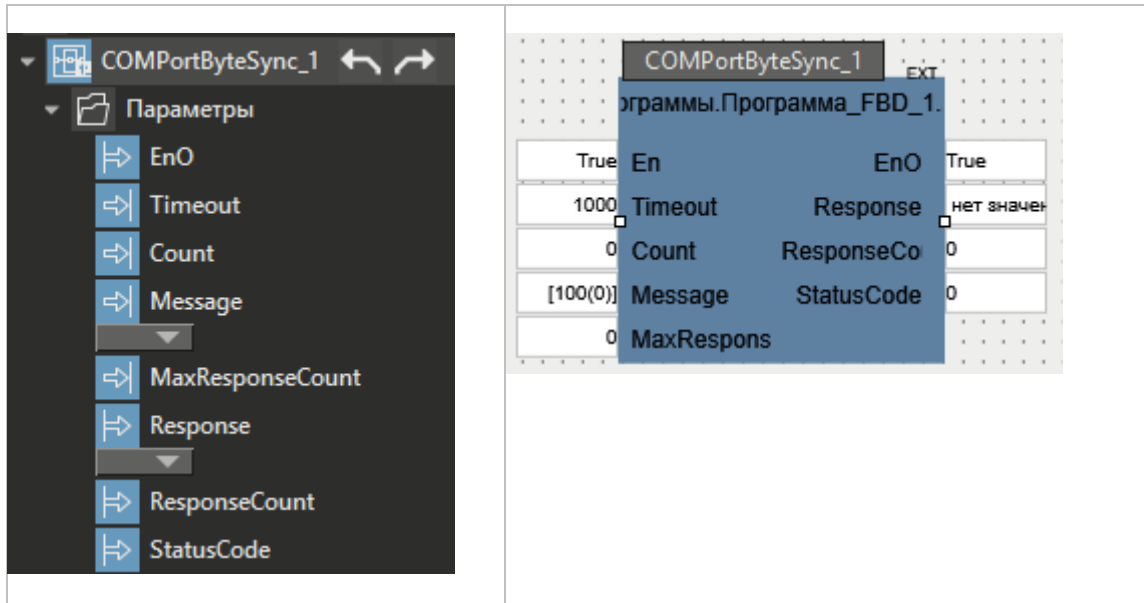 COMPortByteSync_1
Параметры
EnO
Timeout
Count
Message
MaxResponseCount
Response
ResponseCount
StatusCode
COMPortByteSync_1
EXT
ограммы.Программа_FBD_1.
True En EnO True
1000 Timeout Response нет значен
0 Count ResponseCo 0
[100(0)] Message StatusCode 0
0 MaxRespons